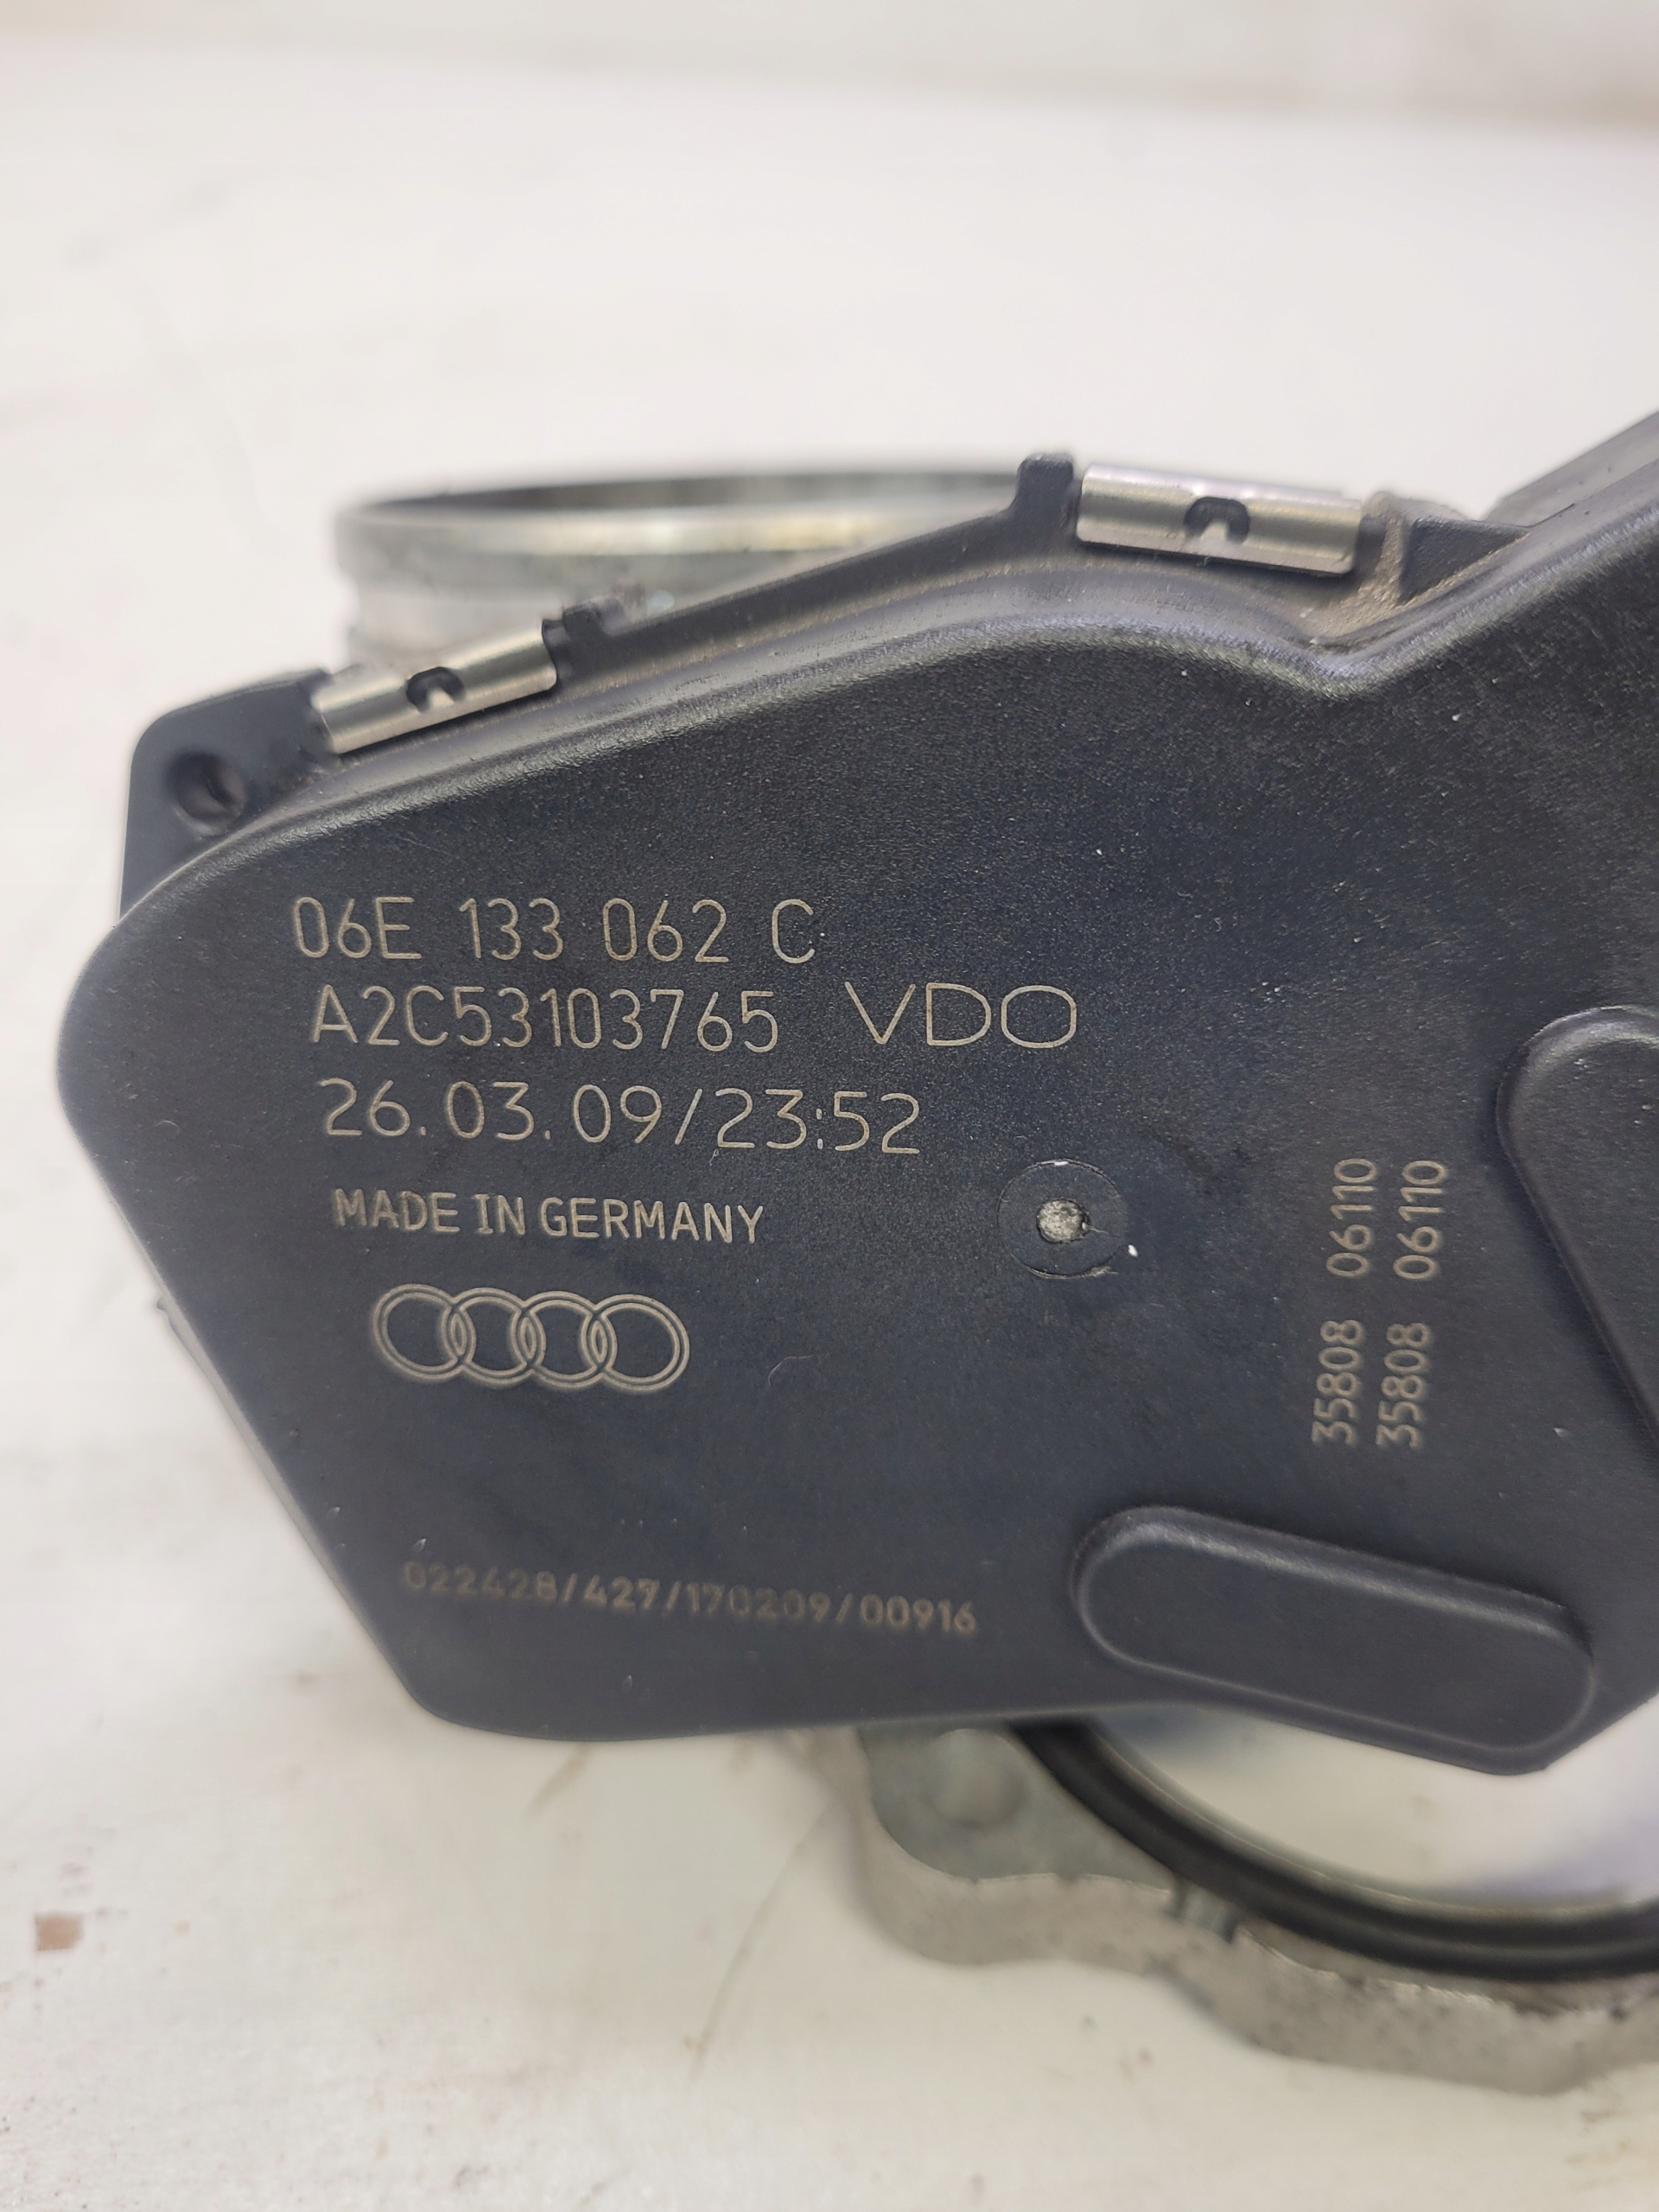 06E 133 062 C
A2C53103765 VDO
26.03.09/23:52
MADE IN GERMANY
35808 06110
35808 06110
022428/427/170209/00916